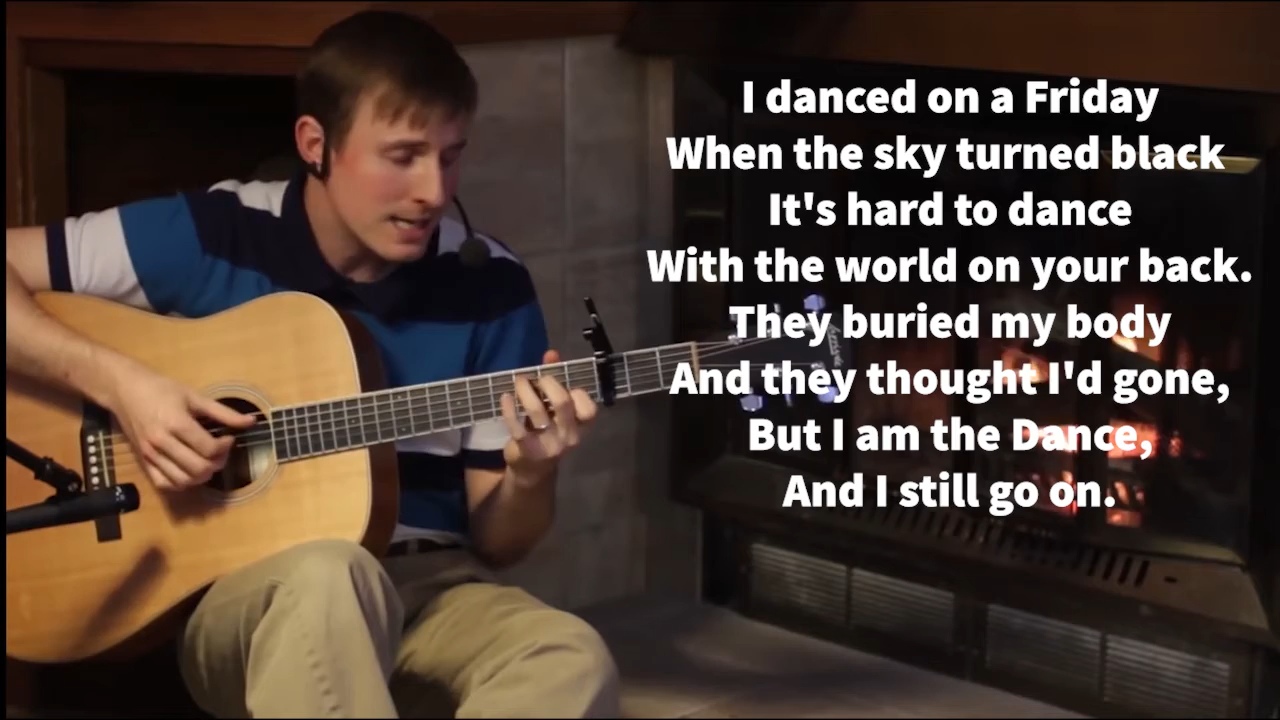 I danced on a Friday
When the sky turned black
It's hard to dance
With the world on your back.
They buried my body
And they thought I'd gone,
But I am the Dance,
And I still go on.